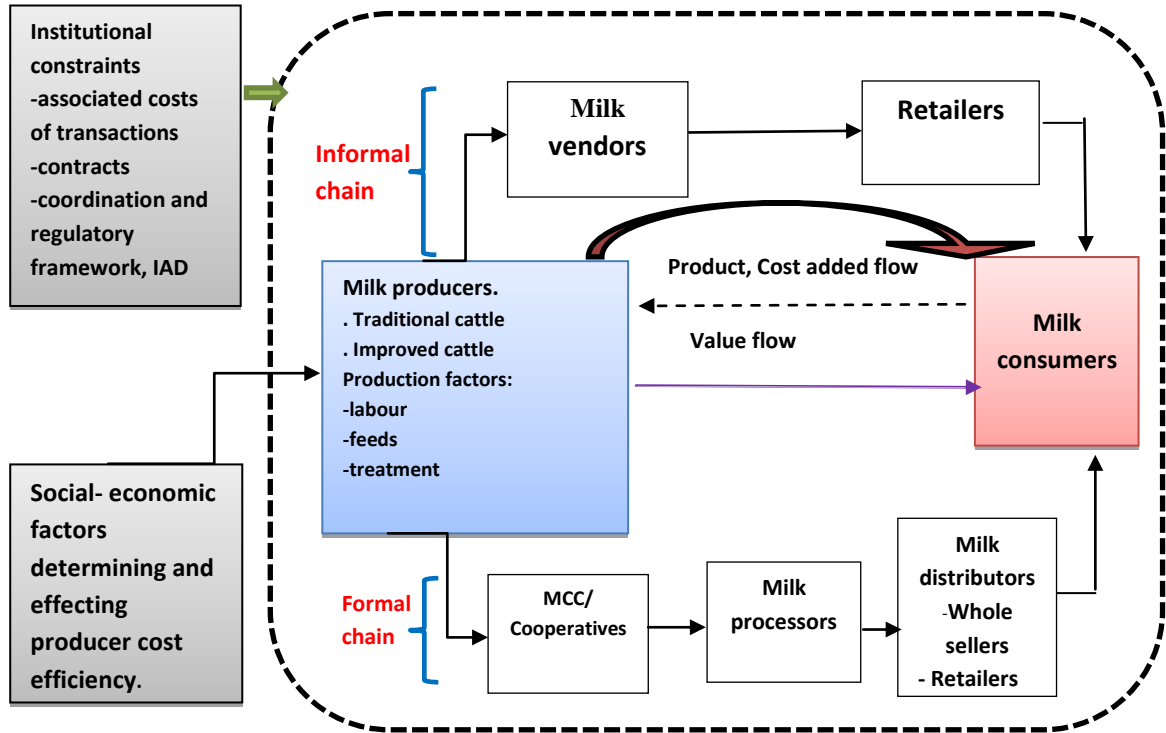 Institutional
constraints
-associated costs
of transactions
-contracts
-coordination and
regulatory
framework, IAD
Informal
chain
Milk
vendors
Retailers
Product, Cost added flow
Value flow
Milk producers.
. Traditional cattle
. Improved cattle
Production factors:
-labour
-feeds
-treatment
Milk
consumers
Social- economic
factors
determining and
effecting
producer cost
efficiency.
Formal
chain
MCC/
Cooperatives
Milk
processors
Milk
distributors
-Whole
sellers
- Retailers